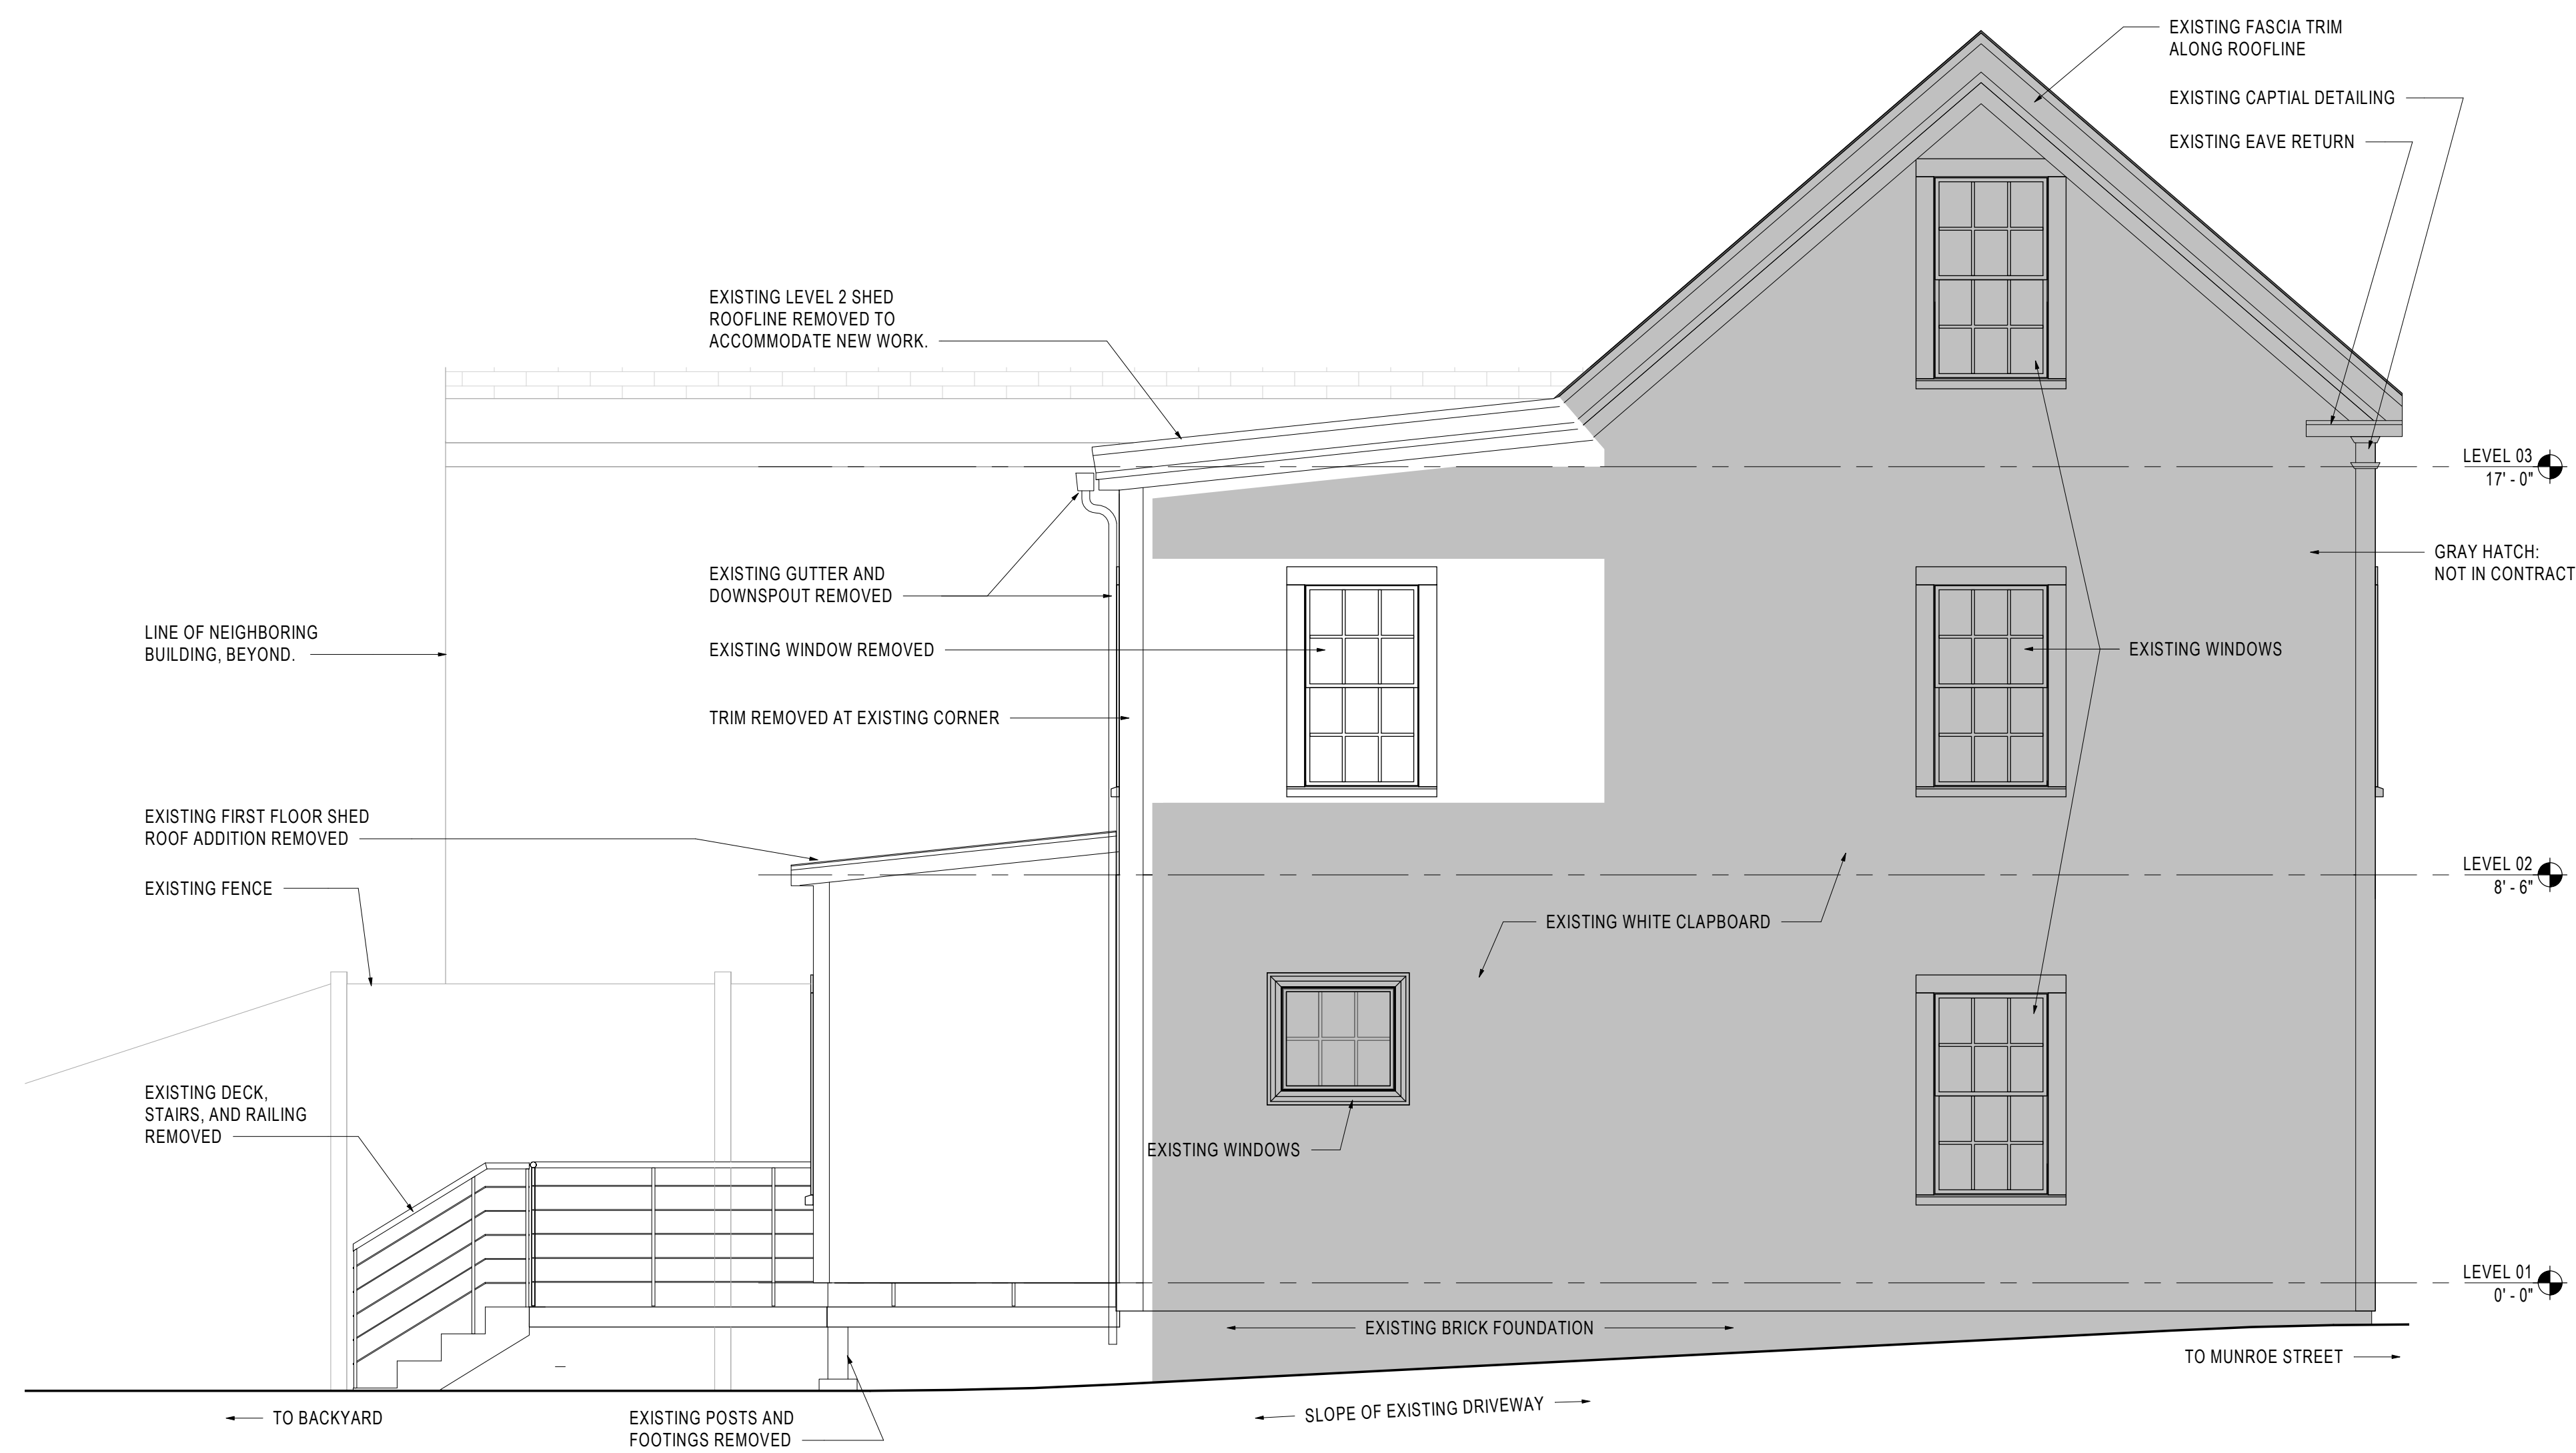 EXISTING FASCIA TRIM
ALONG ROOFLINE
EXISTING CAPTIAL DETAILING
EXISTING EAVE RETURN
EXISTING LEVEL 2 SHED
ROOFLINE REMOVED TO
ACCOMMODATE NEW WORK.
LEVEL 03
17' - 0"
GRAY HATCH:
NOT IN CONTRACT
EXISTING GUTTER AND
DOWNSPOUT REMOVED
LINE OF NEIGHBORING
BUILDING, BEYOND.
EXISTING WINDOW REMOVED
EXISTING WINDOWS
TRIM REMOVED AT EXISTING CORNER
EXISTING FIRST FLOOR SHED
ROOF ADDITION REMOVED
EXISTING FENCE
LEVEL 02
8' - 6"
EXISTING WHITE CLAPBOARD
EXISTING DECK,
STAIRS, AND RAILING
REMOVED
EXISTING WINDOWS
LEVEL 01
0' - 0"
EXISTING BRICK FOUNDATION
TO MUNROE STREET
TO BACKYARD
EXISTING POSTS AND
FOOTINGS REMOVED
SLOPE OF EXISTING DRIVEWAY